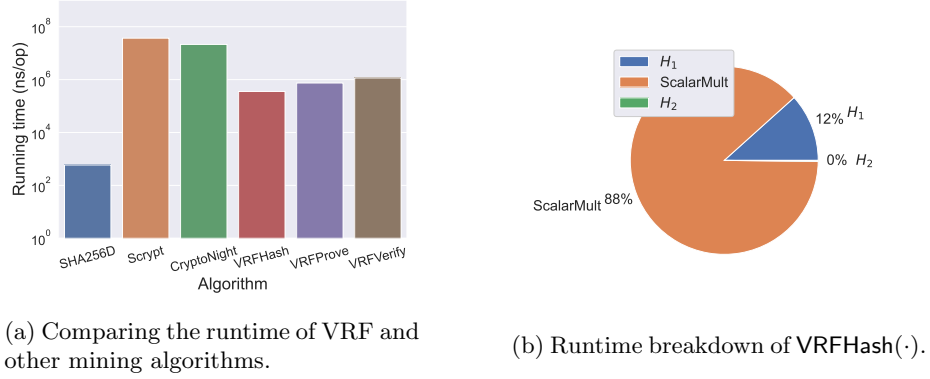 10^8
10^6
10^4
10^2
10^0
Running time (ns/op)
SHA256D
Scrypt
CryptoNight
VRFHash
VRFProve
VRFVerify
Algorithm
(a) Comparing the runtime of VRF and
other mining algorithms.
H_1
ScalarMult
H_2
12% H_1
0% H_2
ScalarMult 88%
(b) Runtime breakdown of VRFHash(·).